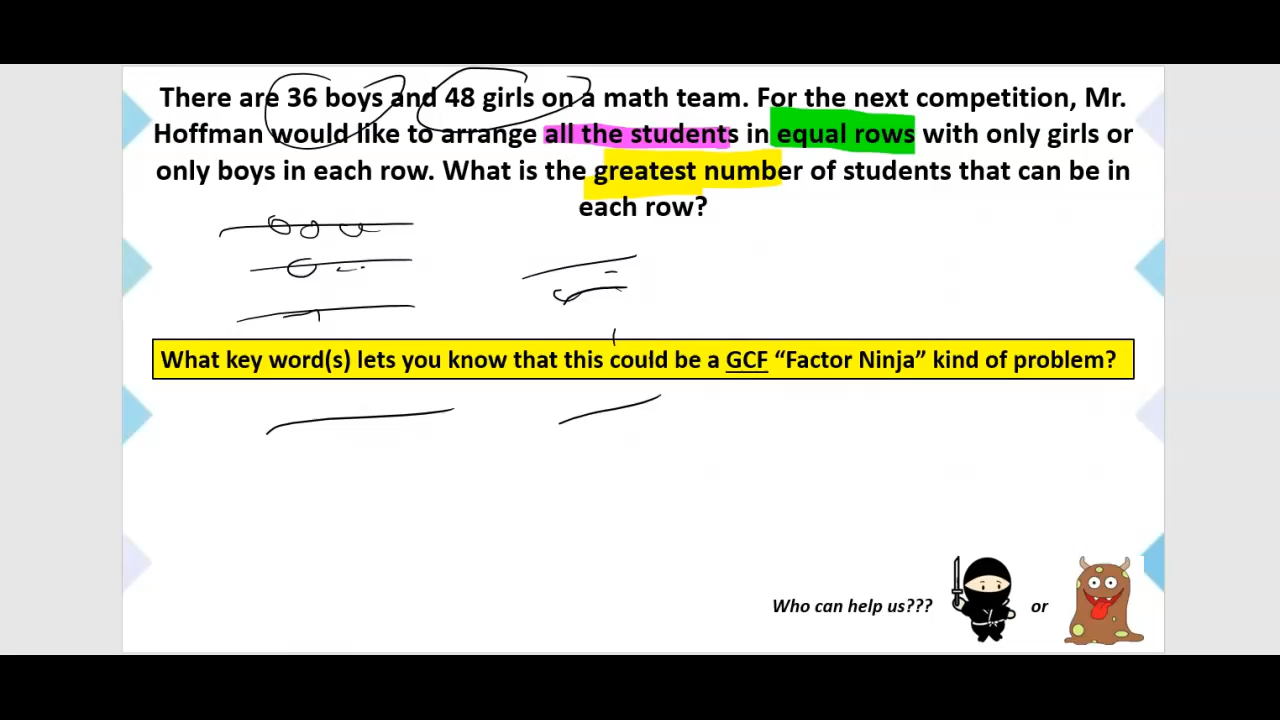 There are 36 boys and 48 girls on a math team. For the next competition, Mr.
Hoffman would like to arrange all the students in equal rows with only girls or
only boys in each row. What is the greatest number of students that can be in
each row?
What key word(s) lets you know that this could be a GCF “Factor Ninja” kind of problem?
Who can help us??? or